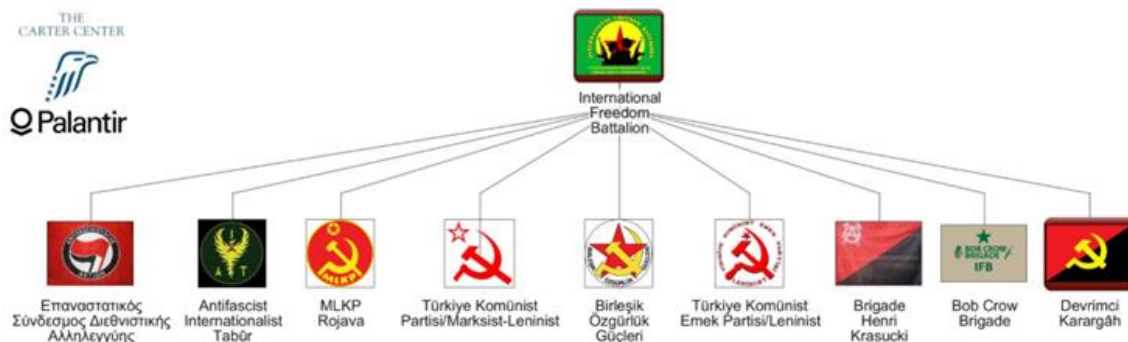 THE
CARTER CENTER
Palantir
International
Freedom
Battalion
Επαναστατικός
Σύνδεσμος Διεθνιστικής
Αλληλεγγύης
Antifascist
Internationalist
Tabûr
MLKP
Rojava
Türkiye Komünist
Partisi/Marksist-Leninist
Birleşik
Özgürlük
Güçleri
Türkiye Komünist
Emek Partisi/Leninist
Brigade
Henri
Krasucki
Bob Crow
Brigade
Devrimci
Karargâh
A T
MLKP
BOB CROW
BRIGADE
IFB